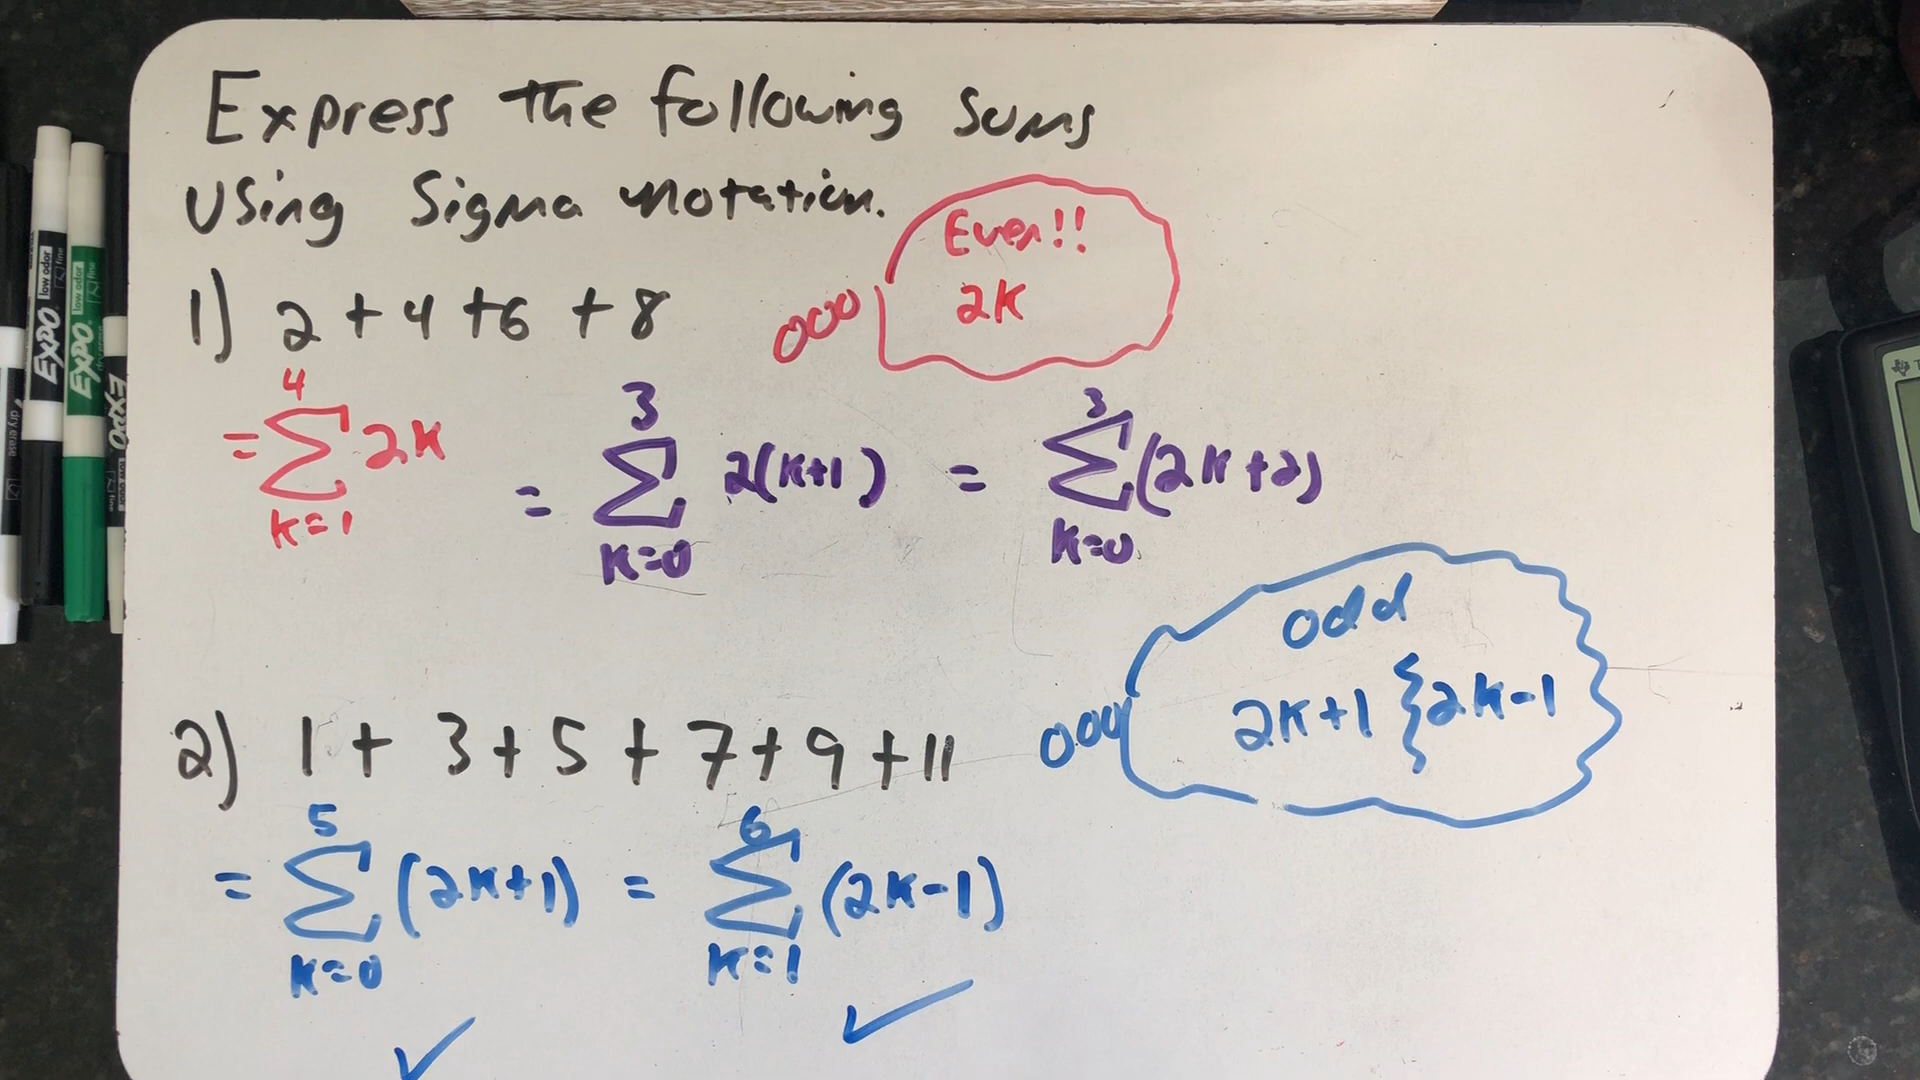 Express the following sums
using Sigma notation.
Even!!
2k
1) 2 + 4 + 6 + 8
= 4 ∑ k=1 2k = 3 ∑ k=0 2(k+1) = 3 ∑ k=0 (2k+2)
odd
2k+1 } 2k-1
2) 1 + 3 + 5 + 7 + 9 + 11
= 5 ∑ k=0 (2k+1) = 6 ∑ k=1 (2k-1)
EXPO low odor fine
EXPO low odor fine
EXPO
dry erase